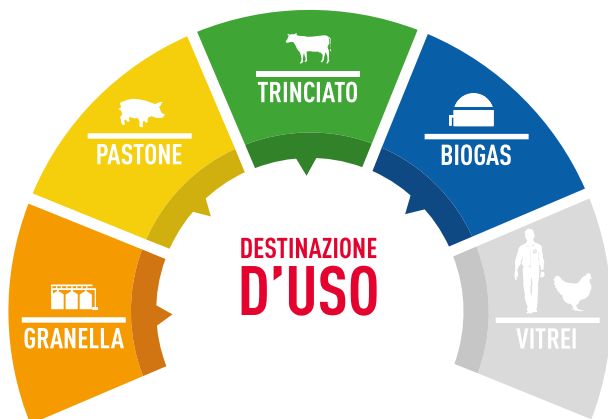 TRINCIATO
PASTONE
BIOGAS
DESTINAZIONE
D'USO
GRANELLA
VITREI